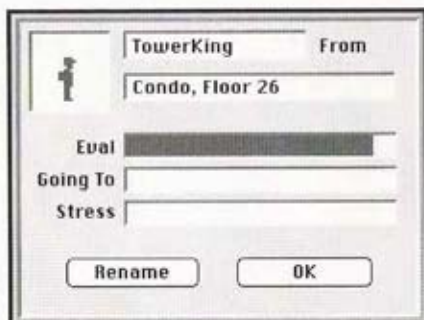 TowerKing From
Condo, Floor 26
Eval
Going To
Stress
Rename OK